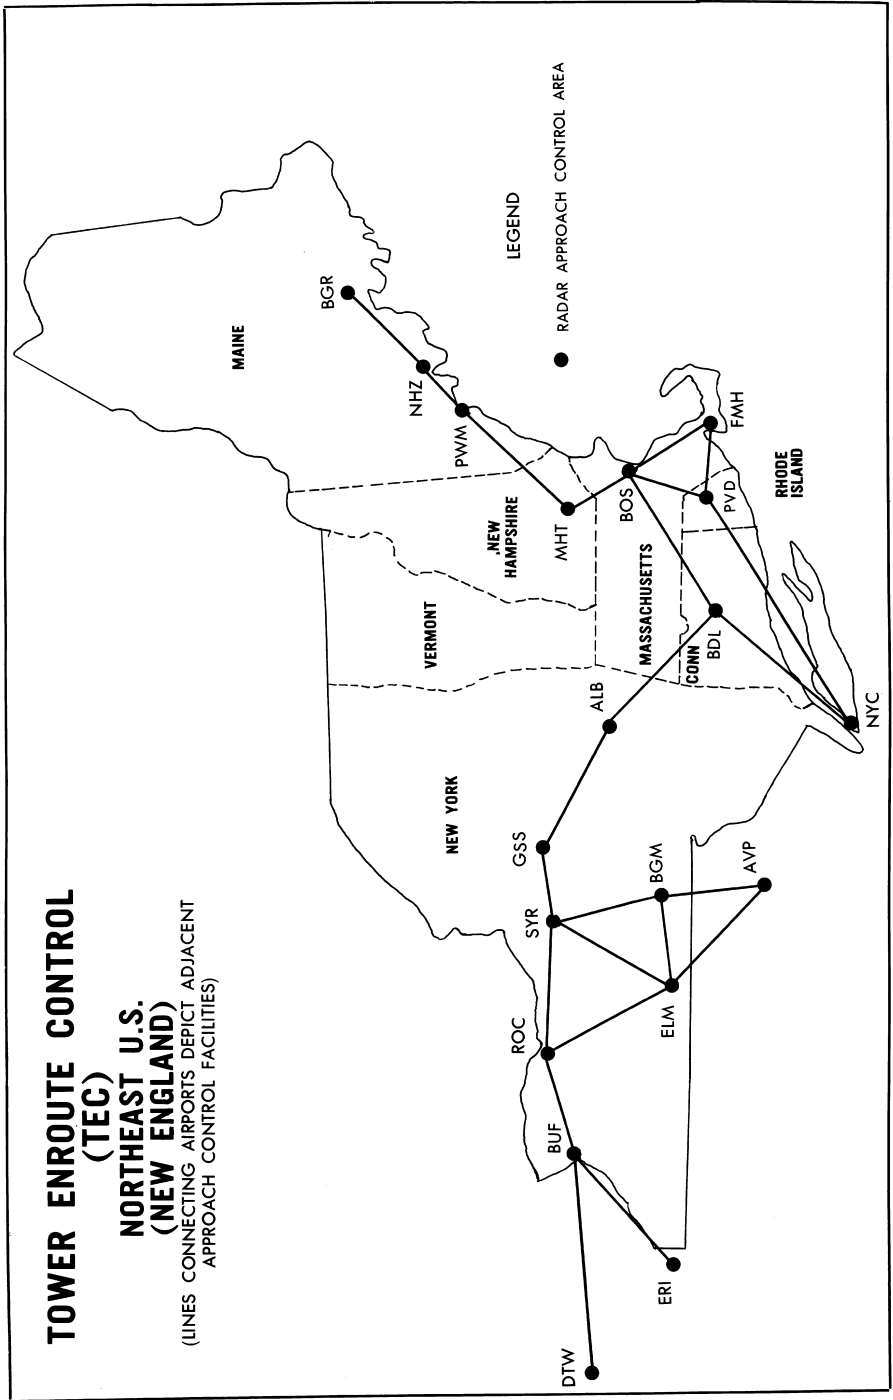 TOWER ENROUTE CONTROL
(TEC)
NORTHEAST U.S.
(NEW ENGLAND)
(LINES CONNECTING AIRPORTS DEPICT ADJACENT
APPROACH CONTROL FACILITIES)
MAINE
BGR
NHZ
PWM
LEGEND
RADAR APPROACH CONTROL AREA
VERMONT
NEW
HAMPSHIRE
MHT
BOS
FMH
PVD
RHODE
ISLAND
MASSACHUSETTS
CONN
BDL
NYC
NEW YORK
ALB
GSS
SYR
BGM
AVP
ROC
ELM
BUF
ERI
DTW